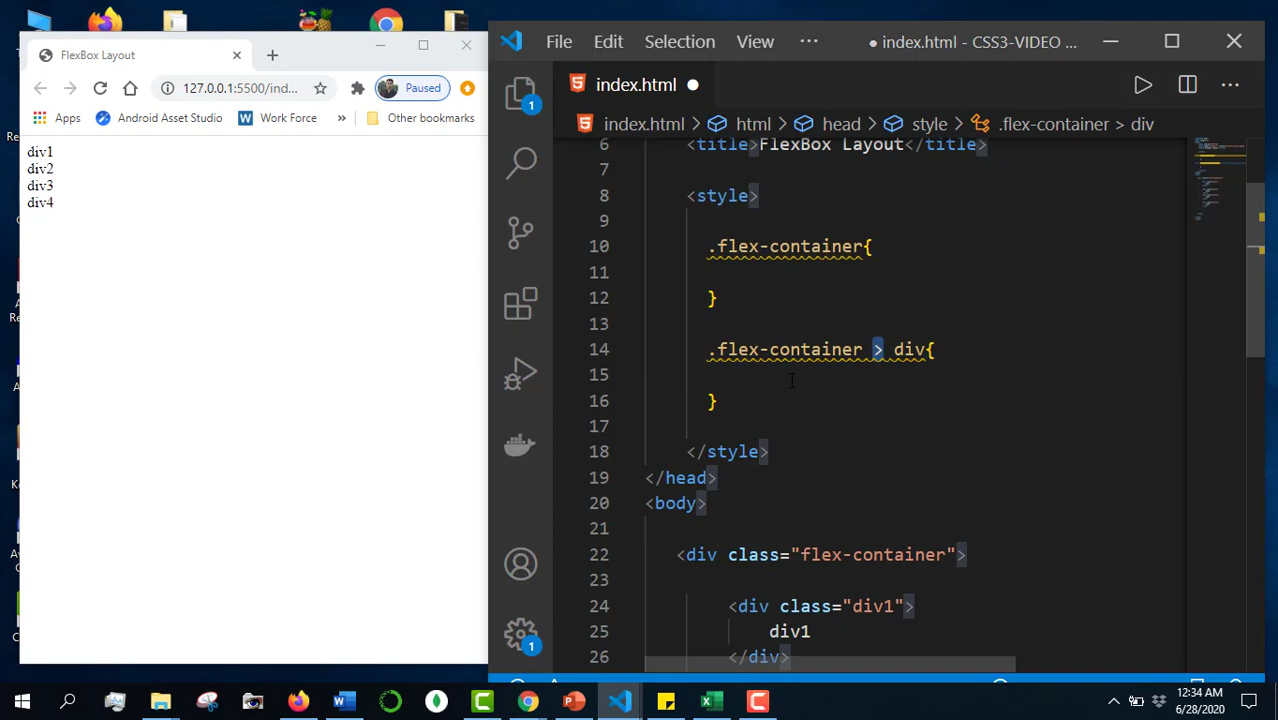 FlexBox Layout
127.0.0.1:5500/ind...
Paused
Apps
Android Asset Studio
Work Force
»
Other bookmarks
div1
div2
div3
div4
File Edit Selection View ···
● index.html - CSS3-VIDEO ...
index.html
index.html > html > head > style > .flex-container > div
1
6 <title>FlexBox Layout</title>
7
8 <style>
9
10 .flex-container{
11
12 }
13
14 .flex-container > div{
15
16 }
17
18 </style>
19 </head>
20 <body>
21
22 <div class="flex-container">
23
24 <div class="div1">
25 div1
26 </div>
1
12:34 AM
6/28/2020